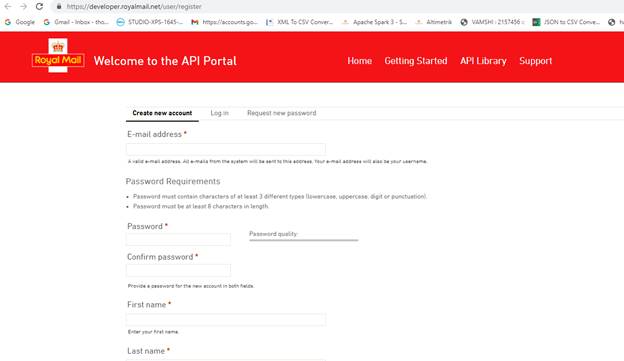 https://developer.royalmail.net/user/register
Google
Gmail - Inbox - tho...
STUDIO-XPS-1645-...
https://accounts.go...
XML To CSV Conver...
Apache Spark 3 - S...
Altimetrik
VAMSHI - 2157456 ::
JSON to CSV Conve...
Royal Mail
Welcome to the API Portal
Home
Getting Started
API Library
Support
Create new account
Log in
Request new password
E-mail address *
A valid e-mail address. All e-mails from the system will be sent to this address. Your e-mail address will also be your username.
Password Requirements
• Password must contain characters of at least 3 different types (lowercase, uppercase, digit or punctuation).
• Password must be at least 8 characters in length.
Password *
Password quality:
Confirm password *
Provide a password for the new account in both fields.
First name *
Enter your first name.
Last name *